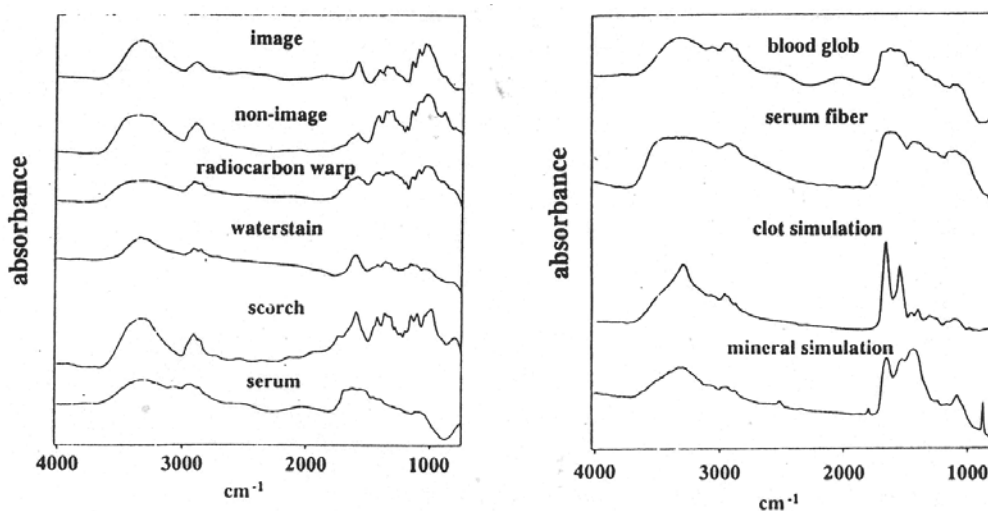 image
non-image
radiocarbon warp
waterstain
scorch
serum
absorbance
4000 3000 2000 1000
cm-1
blood glob
serum fiber
clot simulation
mineral simulation
absorbance
4000 3000 2000 1000
cm-1